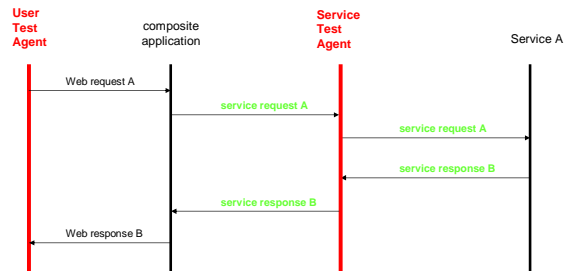 User
Test
Agent
composite
application
Service
Test
Agent
Service A
Web request A
service request A
service request A
service response B
service response B
Web response B